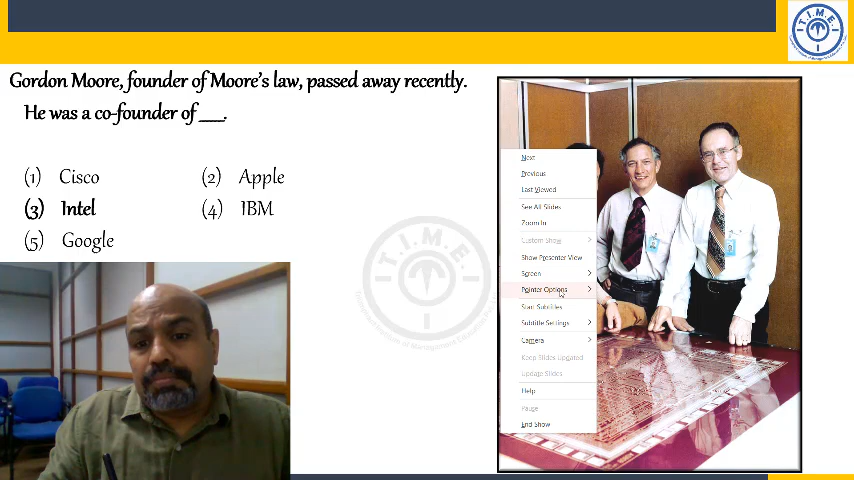 T.I.M.E.
Gordon Moore, founder of Moore's law, passed away recently.
He was a co-founder of ___.
(1) Cisco (2) Apple
(3) Intel (4) IBM
(5) Google
T.I.M.E.
Next
Previous
Last Viewed
See All Slides
Zoom In
Custom Show
Show Presenter View
Screen
Pointer Options
Start Subtitles
Subtitle Settings
Camera
Keep Slides Updated
Update Slides
Help
Pause
End Show